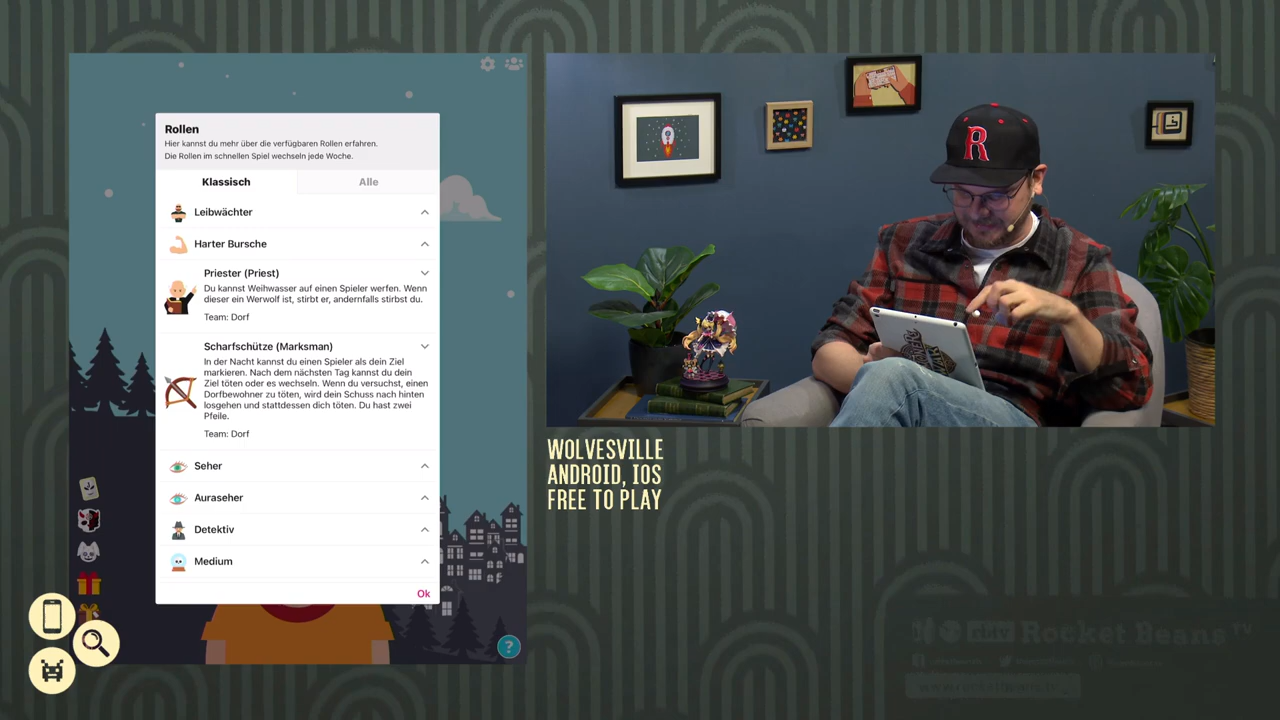 Rollen
Hier kannst du mehr über die verfügbaren Rollen erfahren.
Die Rollen im schnellen Spiel wechseln jede Woche.
Klassisch
Alle
Leibwächter
Harter Bursche
Priester (Priest)
Du kannst Weihwasser auf einen Spieler werfen. Wenn
dieser ein Werwolf ist, stirbt er, andernfalls stirbst du.
Team: Dorf
Scharfschütze (Marksman)
In der Nacht kannst du einen Spieler als dein Ziel
markieren. Nach dem nächsten Tag kannst du dein
Ziel töten oder es wechseln. Wenn du versuchst, einen
Dorfbewohner zu töten, wird dein Schuss nach hinten
losgehen und stattdessen dich töten. Du hast zwei
Pfeile.
Team: Dorf
Seher
Auraseher
Detektiv
Medium
Ok
?
R
WOLVESVILLE
ANDROID, IOS
FREE TO PLAY
rbtv Rocket Beans TV